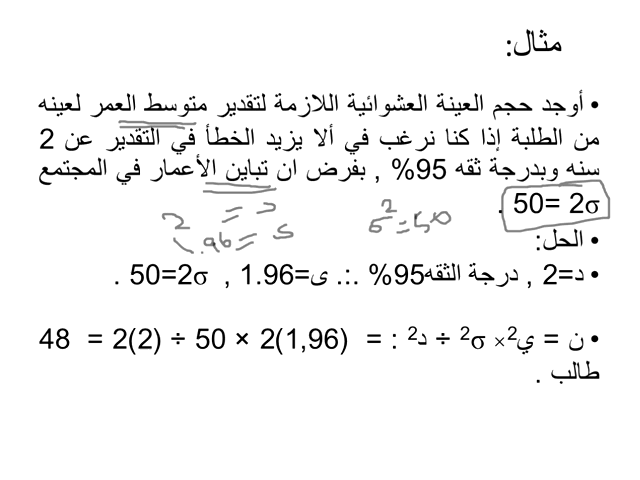 مثال:
• أوجد حجم العينة العشوائية اللازمة لتقدير متوسط العمر لعينه
من الطلبة إذا كنا نرغب في ألا يزيد الخطأ في التقدير عن 2
سنه وبدرجة ثقه 95% , بفرض ان تباين الأعمار في المجتمع
σ2 =50 .
2 = د
σ2=50
1.96= ى
• الحل:
• د=2 , درجة الثقه95% .:. ى=1.96 , σ2=50 .
• ن = ي2× σ2 ÷ د2 : = (1,96)2 × 50 ÷ (2)2 = 48
طالب .